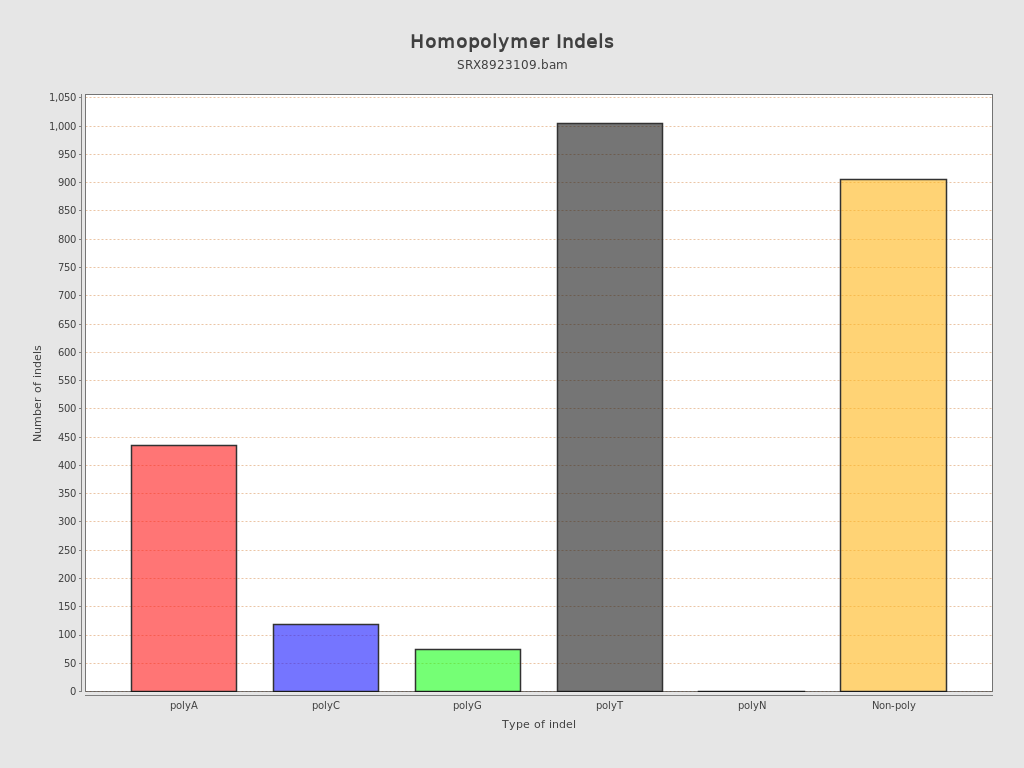 Homopolymer Indels
SRX8923109.bam
1,050
1,000
950
900
850
800
750
700
650
600
550
500
450
400
350
300
250
200
150
100
50
0
Number of indels
polyA
polyC
polyG
polyT
polyN
Non-poly
Type of indel